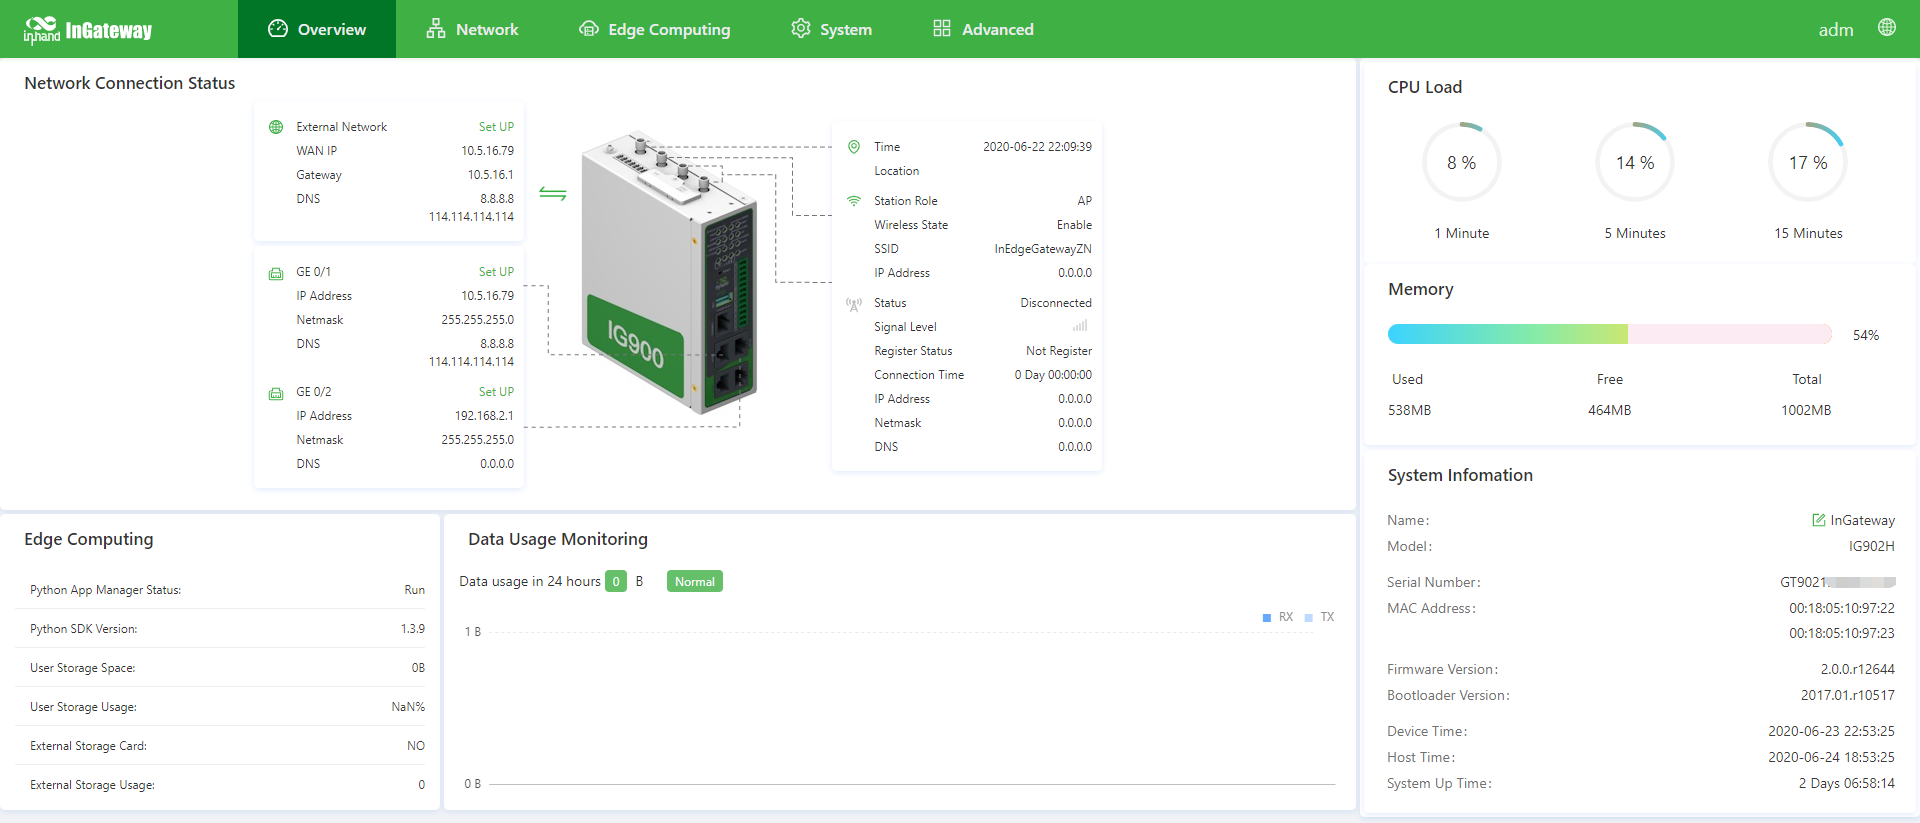 inhand InGateway
Overview
Network
Edge Computing
System
Advanced
adm
Network Connection Status
External Network Set UP
WAN IP 10.5.16.79
Gateway 10.5.16.1
DNS 8.8.8.8
114.114.114.114
GE 0/1 Set UP
IP Address 10.5.16.79
Netmask 255.255.255.0
DNS 8.8.8.8
114.114.114.114
GE 0/2 Set UP
IP Address 192.168.2.1
Netmask 255.255.255.0
DNS 0.0.0.0
IG900
Time 2020-06-22 22:09:39
Location
Station Role AP
Wireless State Enable
SSID InEdgeGatewayZN
IP Address 0.0.0.0
Status Disconnected
Signal Level
Register Status Not Register
Connection Time 0 Day 00:00:00
IP Address 0.0.0.0
Netmask 0.0.0.0
DNS 0.0.0.0
CPU Load
8 % 14 % 17 %
1 Minute 5 Minutes 15 Minutes
Memory
54%
Used Free Total
538MB 464MB 1002MB
System Infomation
Name: InGateway
Model: IG902H
Serial Number: GT9021
MAC Address: 00:18:05:10:97:22
00:18:05:10:97:23
Firmware Version: 2.0.0.r12644
Bootloader Version: 2017.01.r10517
Device Time: 2020-06-23 22:53:25
Host Time: 2020-06-24 18:53:25
System Up Time: 2 Days 06:58:14
Edge Computing
Python App Manager Status: Run
Python SDK Version: 1.3.9
User Storage Space: 0B
User Storage Usage: NaN%
External Storage Card: NO
External Storage Usage: 0
Data Usage Monitoring
Data usage in 24 hours 0 B Normal
RX TX
1 B
0 B